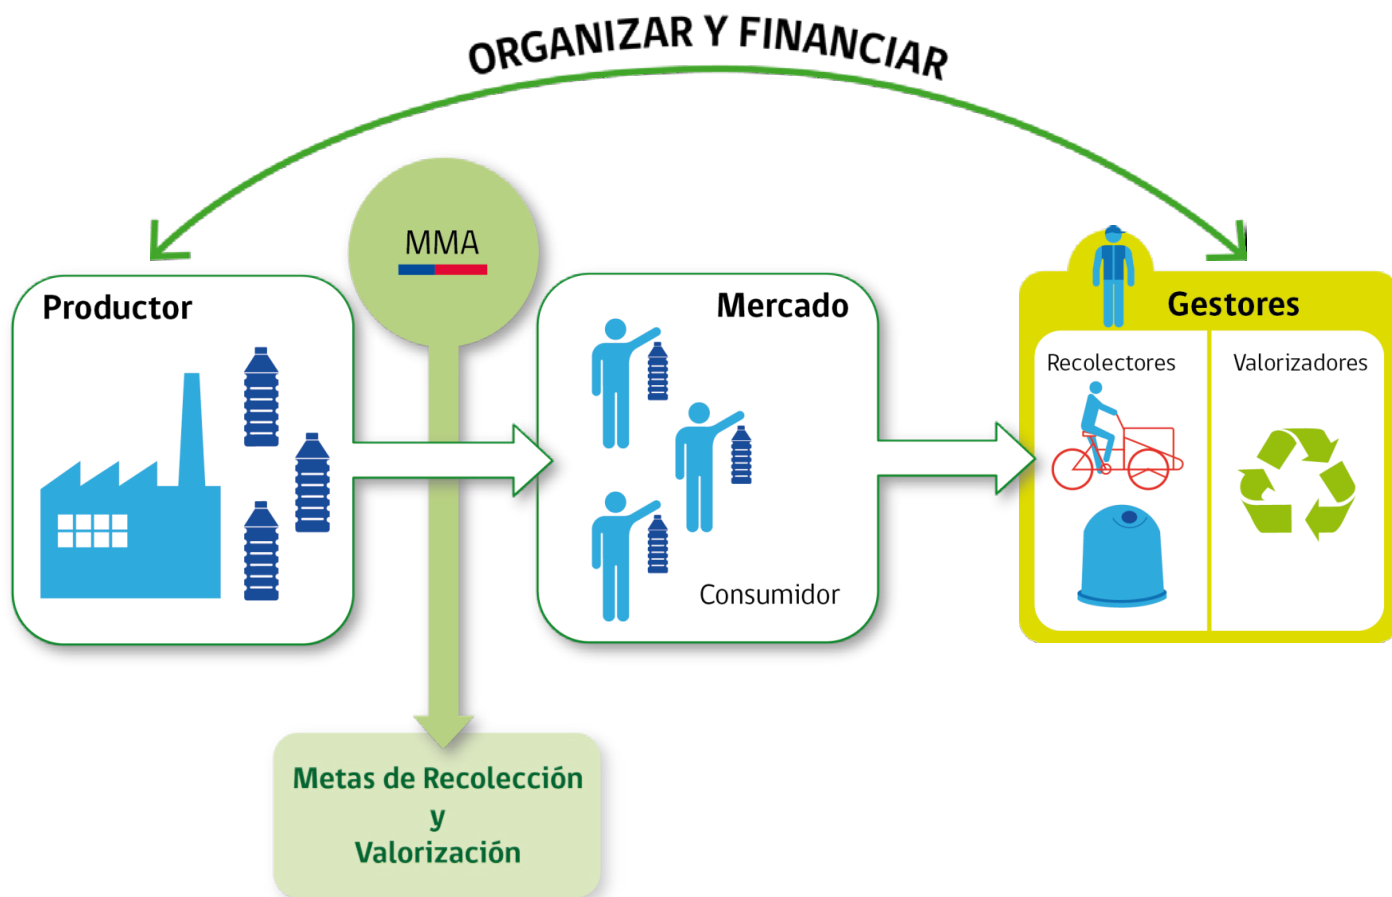 ORGANIZAR Y FINANCIAR
MMA
Productor
Mercado
Consumidor
Gestores
Recolectores
Valorizadores
Metas de Recolección
y
Valorización